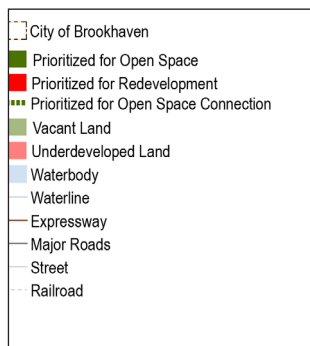 City of Brookhaven
Prioritized for Open Space
Prioritized for Redevelopment
Prioritized for Open Space Connection
Vacant Land
Underdeveloped Land
Waterbody
Waterline
Expressway
Major Roads
Street
Railroad